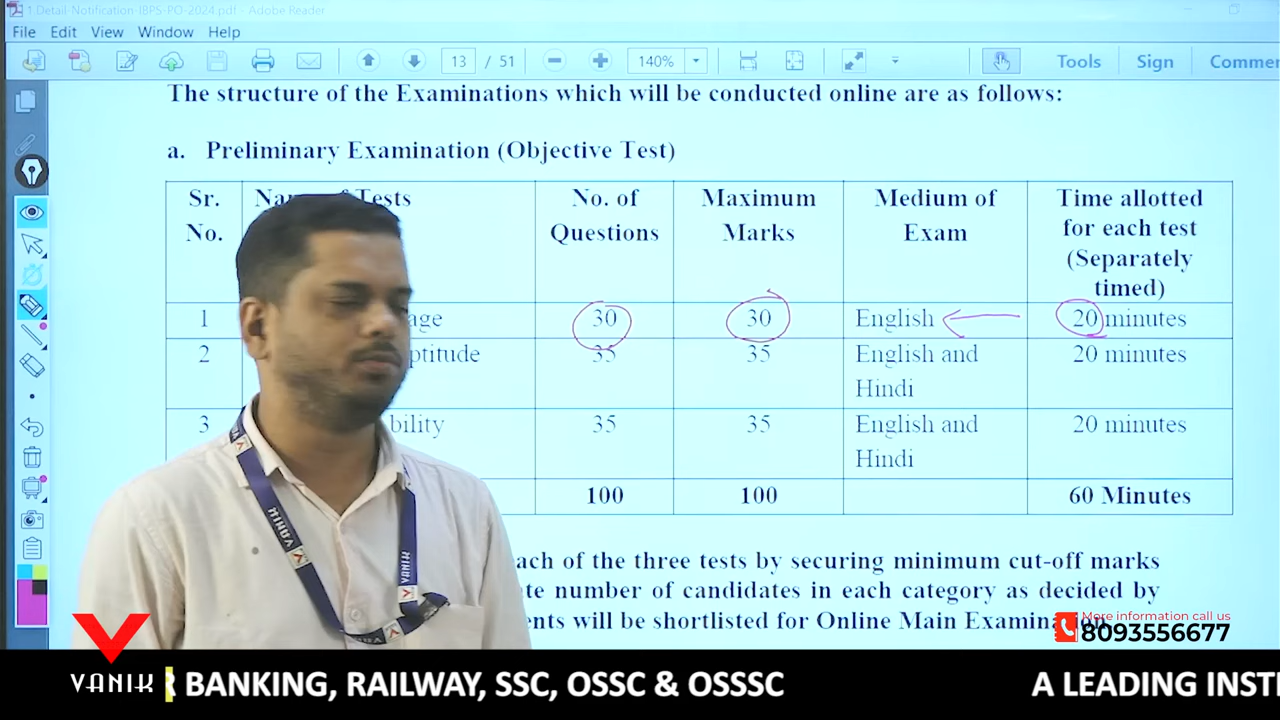 1.Detail-Notification-IBPS-PO-2024.pdf - Adobe Reader
File Edit View Window Help
13 / 51 140% Tools Sign Comme
The structure of the Examinations which will be conducted online are as follows:
a. Preliminary Examination (Objective Test)
Sr. No. Tests No. of Questions Maximum Marks Medium of Exam Time allotted for each test (Separately timed)
1 age 30 30 English 20 minutes
2 ptitude 35 35 English and Hindi 20 minutes
3 bility 35 35 English and Hindi 20 minutes
100 100 60 Minutes
ach of the three tests by securing minimum cut-off marks
te number of candidates in each category as decided by
ents will be shortlisted for Online Main Examination
More information call us
8093556677
VANIK
VANIK
VANIK R BANKING, RAILWAY, SSC, OSSC & OSSSC A LEADING INSTI